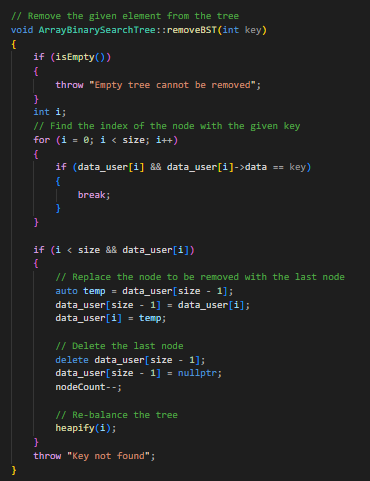 // Remove the given element from the tree
void ArrayBinarySearchTree::removeBST(int key)
{
    if (isEmpty())
    {
        throw "Empty tree cannot be removed";
    }
    int i;
    // Find the index of the node with the given key
    for (i = 0; i < size; i++)
    {
        if (data_user[i] && data_user[i]->data == key)
        {
            break;
        }
    }

    if (i < size && data_user[i])
    {
        // Replace the node to be removed with the last node
        auto temp = data_user[size - 1];
        data_user[size - 1] = data_user[i];
        data_user[i] = temp;

        // Delete the last node
        delete data_user[size - 1];
        data_user[size - 1] = nullptr;
        nodeCount--;

        // Re-balance the tree
        heapify(i);
    }
    throw "Key not found";
}